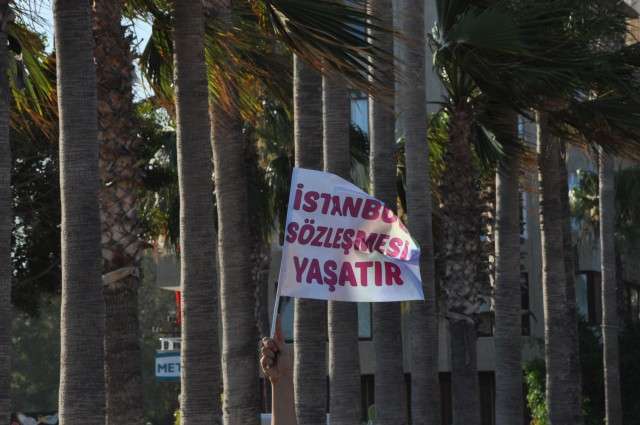 İSTANBUL
SÖZLEŞMESİ
YAŞATIR
MET